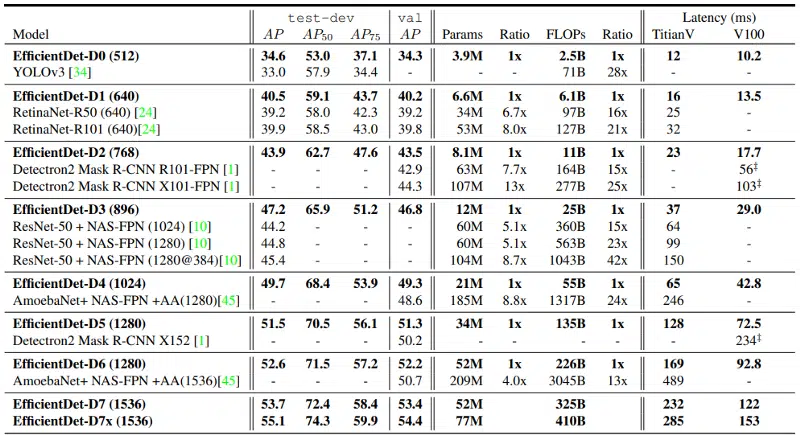 test-dev val Latency (ms)
Model AP AP50 AP75 AP Params Ratio FLOPs Ratio TitianV V100
EfficientDet-D0 (512) 34.6 53.0 37.1 34.3 3.9M 1x 2.5B 1x 12 10.2
YOLOv3 [34] 33.0 57.9 34.4 - - - 71B 28x - -
EfficientDet-D1 (640) 40.5 59.1 43.7 40.2 6.6M 1x 6.1B 1x 16 13.5
RetinaNet-R50 (640) [24] 39.2 58.0 42.3 39.2 34M 6.7x 97B 16x 25 -
RetinaNet-R101 (640)[24] 39.9 58.5 43.0 39.8 53M 8.0x 127B 21x 32 -
EfficientDet-D2 (768) 43.9 62.7 47.6 43.5 8.1M 1x 11B 1x 23 17.7
Detectron2 Mask R-CNN R101-FPN [1] - - - 42.9 63M 7.7x 164B 15x - 56‡
Detectron2 Mask R-CNN X101-FPN [1] - - - 44.3 107M 13x 277B 25x - 103‡
EfficientDet-D3 (896) 47.2 65.9 51.2 46.8 12M 1x 25B 1x 37 29.0
ResNet-50 + NAS-FPN (1024) [10] 44.2 - - - 60M 5.1x 360B 15x 64 -
ResNet-50 + NAS-FPN (1280) [10] 44.8 - - - 60M 5.1x 563B 23x 99 -
ResNet-50 + NAS-FPN (1280@384)[10] 45.4 - - - 104M 8.7x 1043B 42x 150 -
EfficientDet-D4 (1024) 49.7 68.4 53.9 49.3 21M 1x 55B 1x 65 42.8
AmoebaNet+ NAS-FPN +AA(1280)[45] - - - 48.6 185M 8.8x 1317B 24x 246 -
EfficientDet-D5 (1280) 51.5 70.5 56.1 51.3 34M 1x 135B 1x 128 72.5
Detectron2 Mask R-CNN X152 [1] - - - 50.2 - - - - - 234‡
EfficientDet-D6 (1280) 52.6 71.5 57.2 52.2 52M 1x 226B 1x 169 92.8
AmoebaNet+ NAS-FPN +AA(1536)[45] - - - 50.7 209M 4.0x 3045B 13x 489 -
EfficientDet-D7 (1536) 53.7 72.4 58.4 53.4 52M 325B 232 122
EfficientDet-D7x (1536) 55.1 74.3 59.9 54.4 77M 410B 285 153